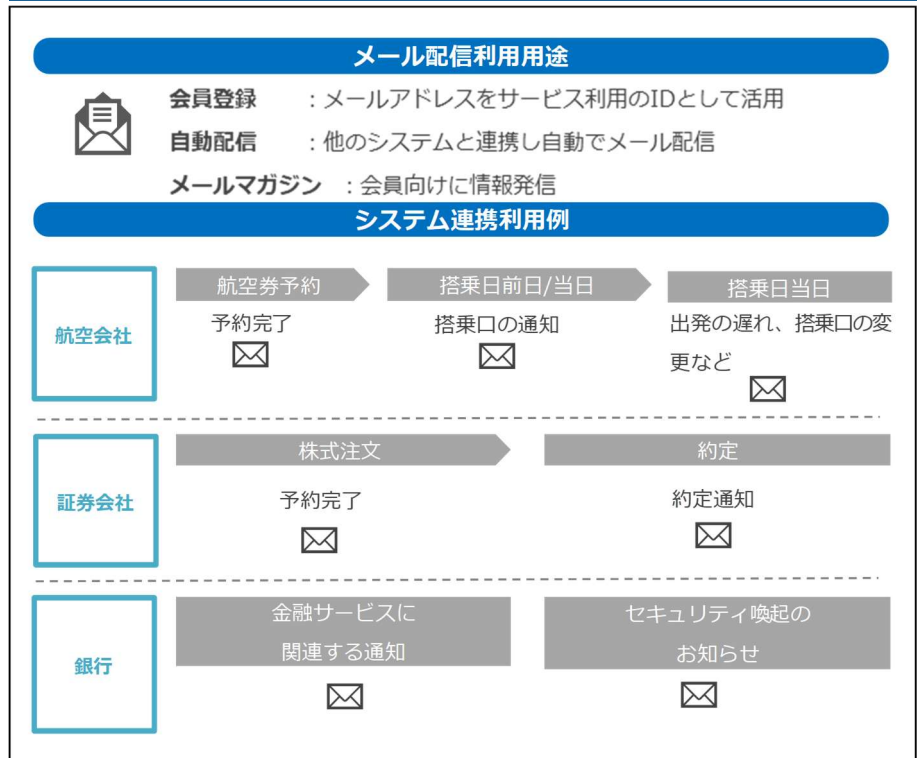 メール配信利用用途
会員登録 ：メールアドレスをサービス利用のIDとして活用
自動配信 ：他のシステムと連携し自動でメール配信
メールマガジン ：会員向けに情報発信
システム連携利用例
航空会社
航空券予約
搭乗日前日/当日
搭乗日当日
予約完了
搭乗口の通知
出発の遅れ、搭乗口の変
更など
証券会社
株式注文
約定
予約完了
約定通知
銀行
金融サービスに
関連する通知
セキュリティ喚起の
お知らせ